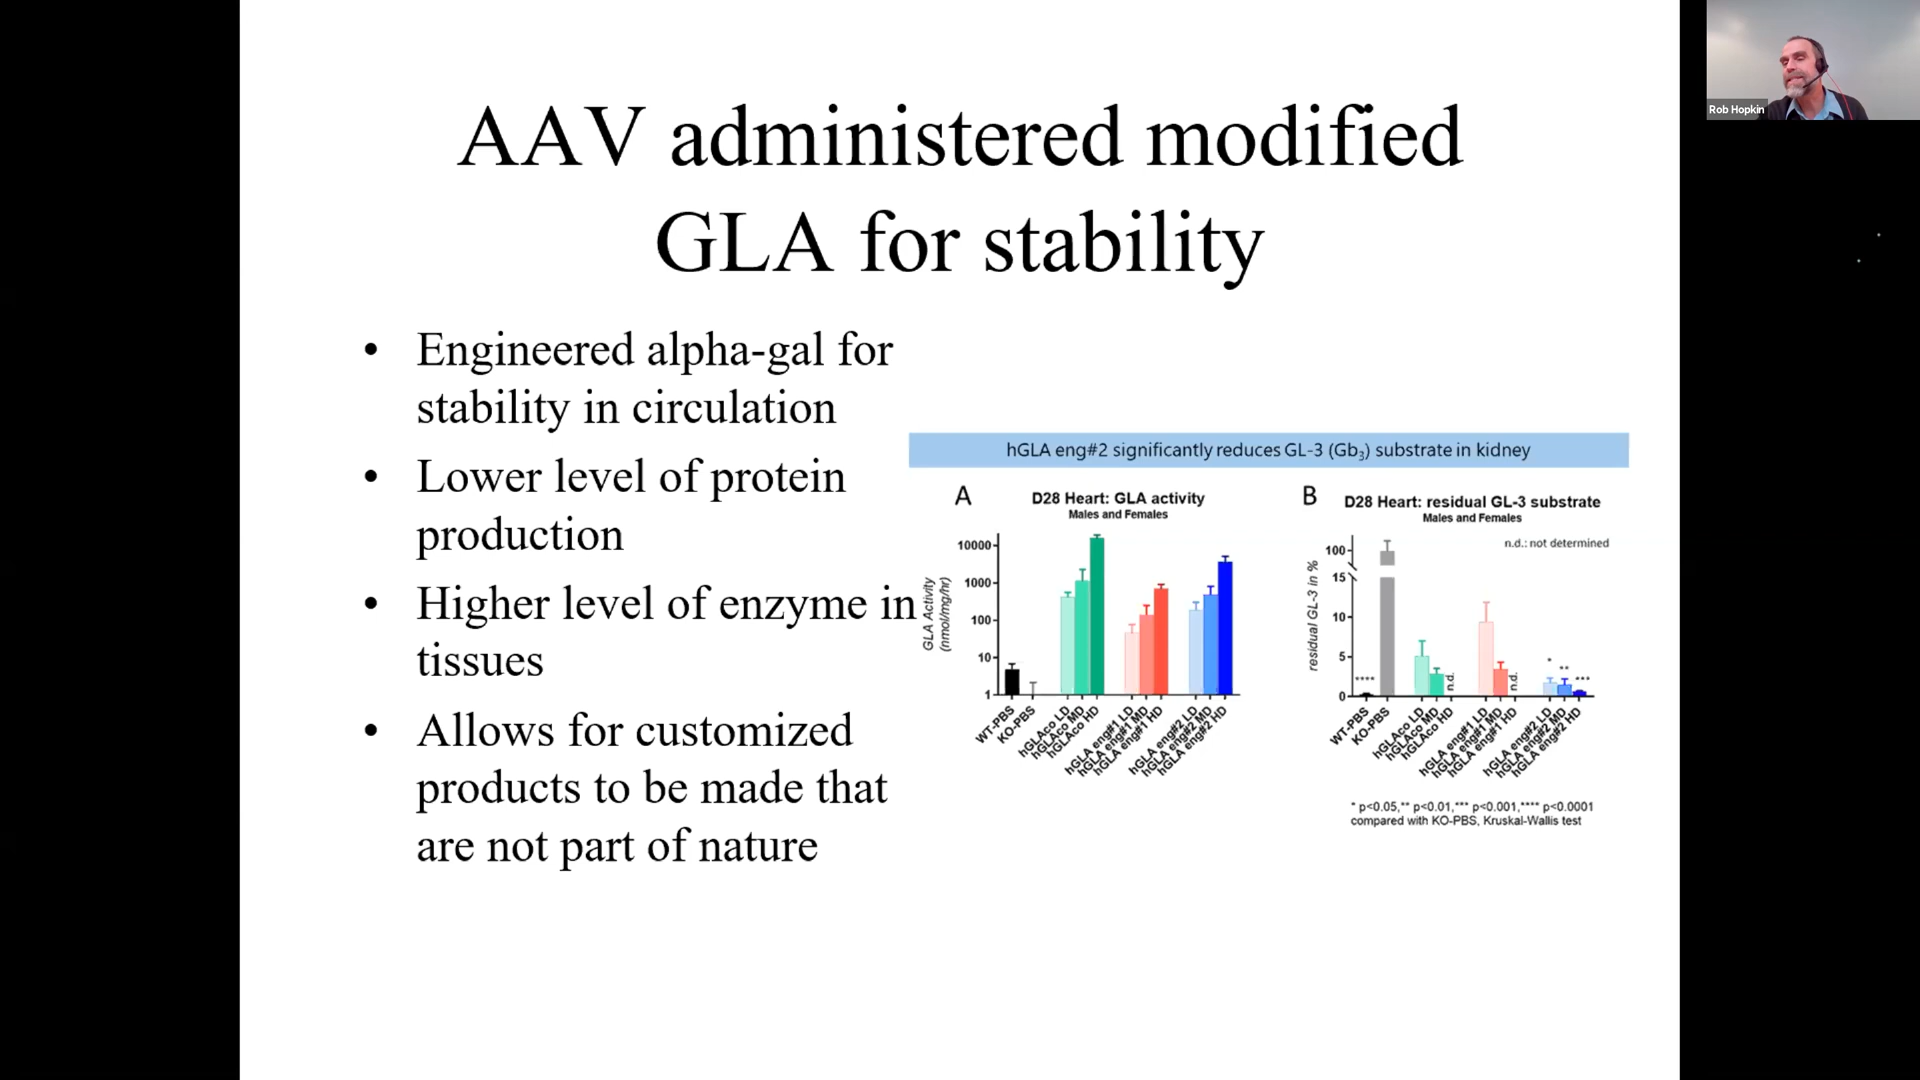 Rob Hopkin
AAV administered modified
GLA for stability
• Engineered alpha-gal for
stability in circulation
• Lower level of protein
production
• Higher level of enzyme in
tissues
• Allows for customized
products to be made that
are not part of nature
hGLA eng#2 significantly reduces GL-3 (Gb3) substrate in kidney
A
D28 Heart: GLA activity
Males and Females
GLA Activity
(nmol/mg/hr)
10000
1000
100
10
1
WT-PBS
KO-PBS
hGLAco LD
hGLAco MD
hGLAco HD
hGLA eng#1 LD
hGLA eng#1 MD
hGLA eng#1 HD
hGLA eng#2 LD
hGLA eng#2 MD
hGLA eng#2 HD
B
D28 Heart: residual GL-3 substrate
Males and Females
n.d.: not determined
residual GL-3 in %
100
15
10
5
0
****
n.d.
n.d.
*
**
***
WT-PBS
KO-PBS
hGLAco LD
hGLAco MD
hGLAco HD
hGLA eng#1 LD
hGLA eng#1 MD
hGLA eng#1 HD
hGLA eng#2 LD
hGLA eng#2 MD
hGLA eng#2 HD
* p<0.05,** p<0.01,*** p<0.001,**** p<0.0001
compared with KO-PBS, Kruskal-Wallis test